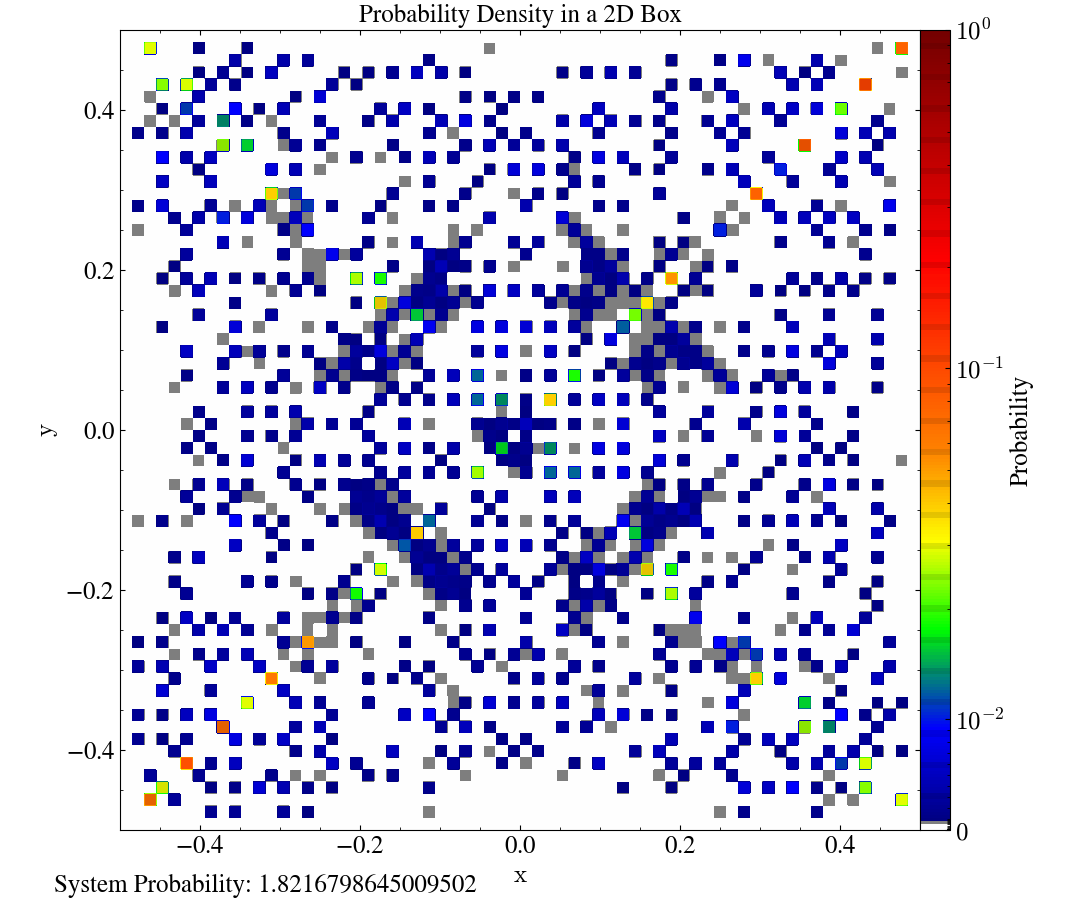 Probability Density in a 2D Box
10^0
0.4
0.2
10^−1
y
0.0
Probability
−0.2
10^−2
−0.4
0
−0.4 −0.2 0.0 0.2 0.4
x
System Probability: 1.8216798645009502